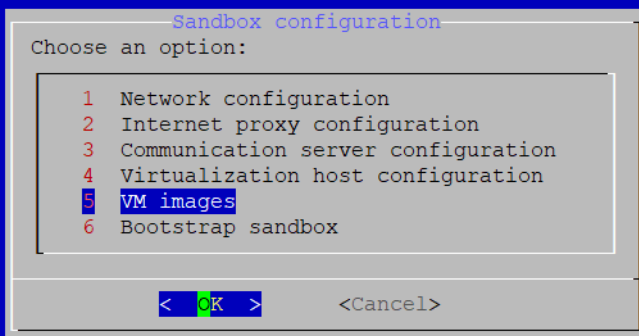 Sandbox configuration
Choose an option:
1 Network configuration
2 Internet proxy configuration
3 Communication server configuration
4 Virtualization host configuration
5 VM images
6 Bootstrap sandbox
< OK > <Cancel>